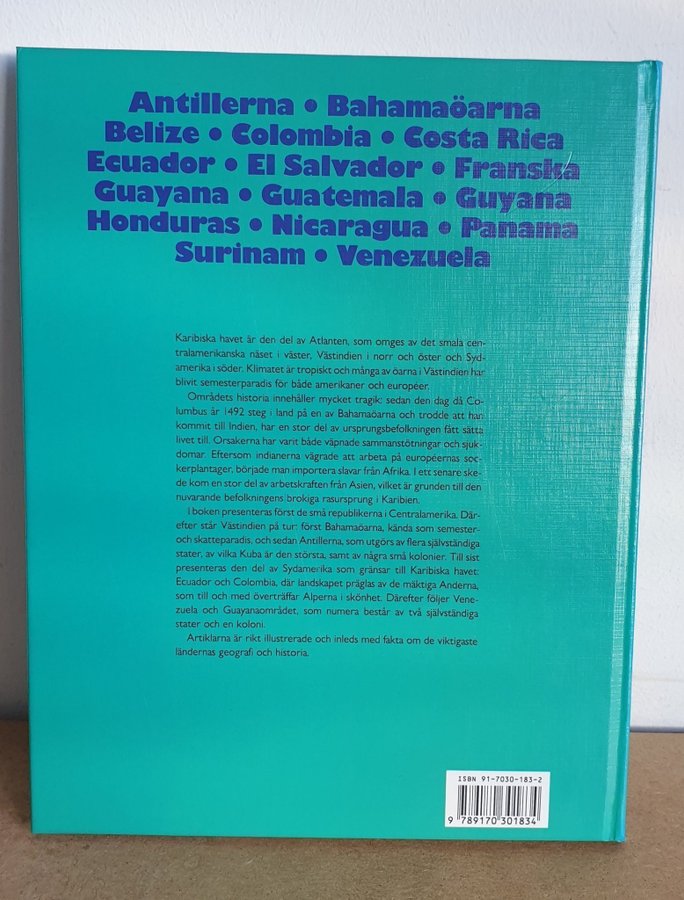 Antillerna • Bahamaöarna
Belize • Colombia • Costa Rica
Ecuador • El Salvador • Franska
Guayana • Guatemala • Guyana
Honduras • Nicaragua • Panama
Surinam • Venezuela
Karibiska havet är den del av Atlanten, som omges av det smala cen-
tralamerikanska näset i väster, Västindien i norr och öster och Syd-
amerika i söder. Klimatet är tropiskt och många av öarna i Västindien har
blivit semesterparadis för både amerikaner och européer.
Områdets historia innehåller mycket tragik: sedan den dag då Co-
lumbus år 1492 steg i land på en av Bahamaöarna och trodde att han
kommit till Indien, har en stor del av ursprungsbefolkningen fått sätta
livet till. Orsakerna har varit både väpnade sammanstötningar och sjuk-
domar. Eftersom indianerna vägrade att arbeta på européernas soc-
kerplantager, började man importera slavar från Afrika. I ett senare ske-
de kom en stor del av arbetskraften från Asien, vilket är grunden till den
nuvarande befolkningens brokiga rasursprung i Karibien.
I boken presenteras först de små republikerna i Centralamerika. Där-
efter står Västindien på tur: först Bahamaöarna, kända som semester-
och skatteparadis, och sedan Antillerna, som utgörs av flera självständiga
stater, av vilka Kuba är den största, samt av några små kolonier. Till sist
presenteras den del av Sydamerika som gränsar till Karibiska havet:
Ecuador och Colombia, där landskapet präglas av de mäktiga Anderna,
som till och med överträffar Alperna i skönhet. Därefter följer Vene-
zuela och Guayanaområdet, som numera består av två självständiga
stater och en koloni.
Artiklarna är rikt illustrerade och inleds med fakta om de viktigaste
ländernas geografi och historia.
ISBN 91-7030-183-2
9 789170 301834